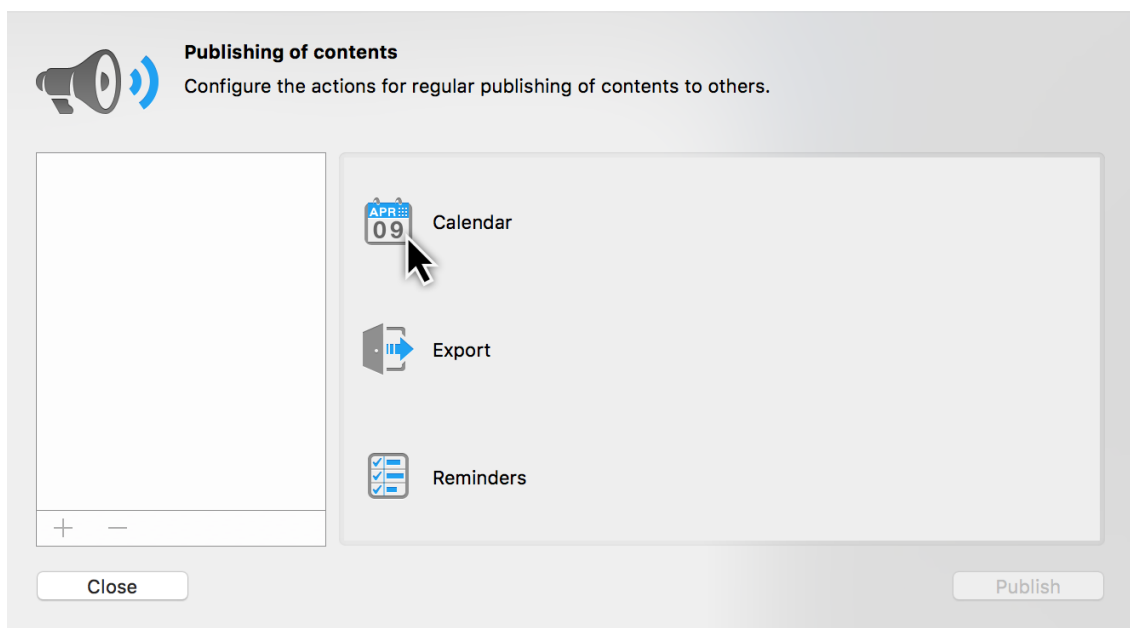 Publishing of contents
Configure the actions for regular publishing of contents to others.
APR
09
Calendar
Export
Reminders
Close
Publish